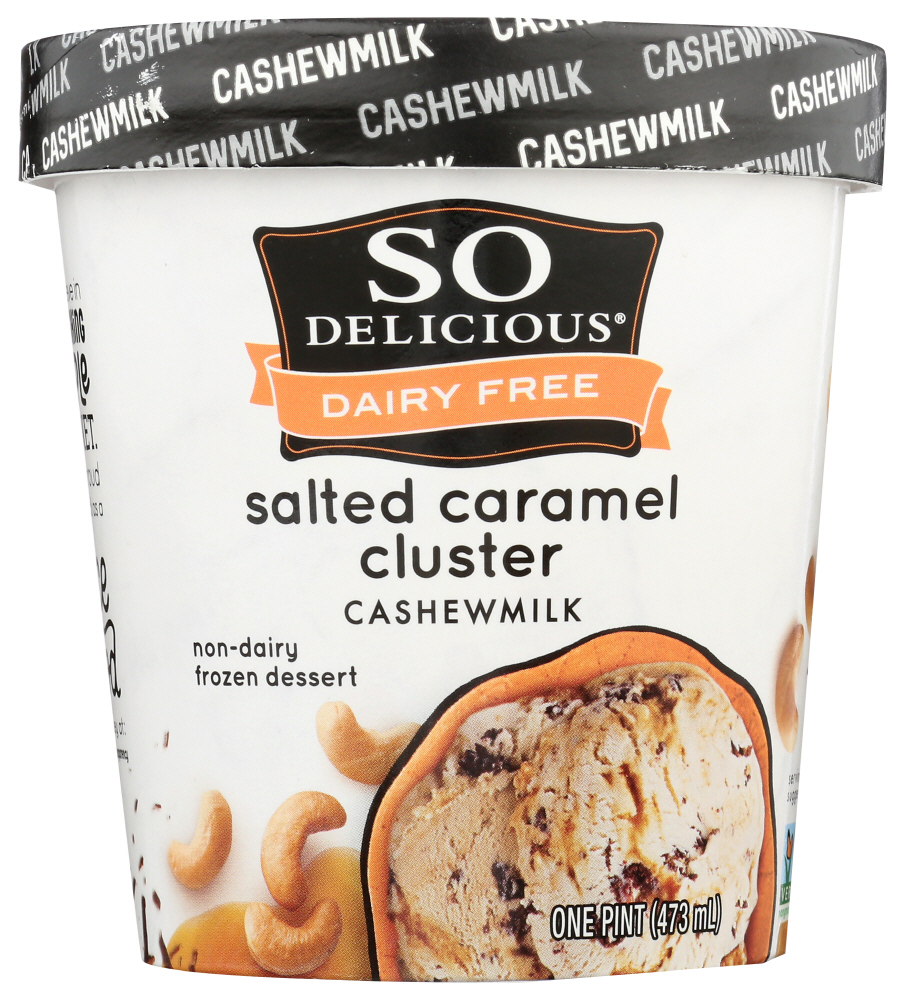 CASHEWMILK
CASHEWMILK
CASHEWMILK
CASHEWMILK
CASHEWMILK
CASHEWMILK
CASHEWMILK
SO
DELICIOUS®
DAIRY FREE
salted caramel
cluster
CASHEWMILK
non-dairy
frozen dessert
ONE PINT (473 mL)